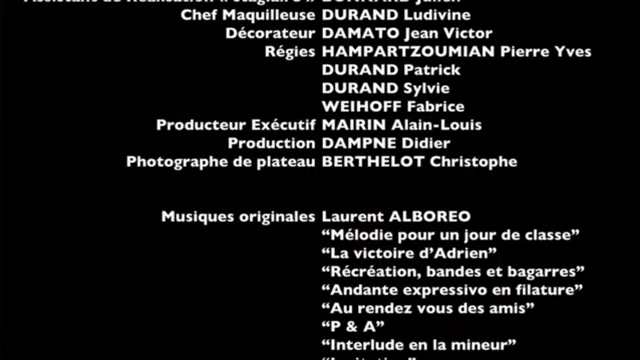 Chef Maquilleuse DURAND Ludivine
Décorateur DAMATO Jean Victor
Régies HAMPARTZOUMIAN Pierre Yves
DURAND Patrick
DURAND Sylvie
WEIHOFF Fabrice
Producteur Exécutif MAIRIN Alain-Louis
Production DAMPNE Didier
Photographe de plateau BERTHELOT Christophe
Musiques originales Laurent ALBOREO
“Mélodie pour un jour de classe”
“La victoire d’Adrien”
“Récréation, bandes et bagarres”
“Andante expressivo en filature”
“Au rendez vous des amis”
“P & A”
“Interlude en la mineur”